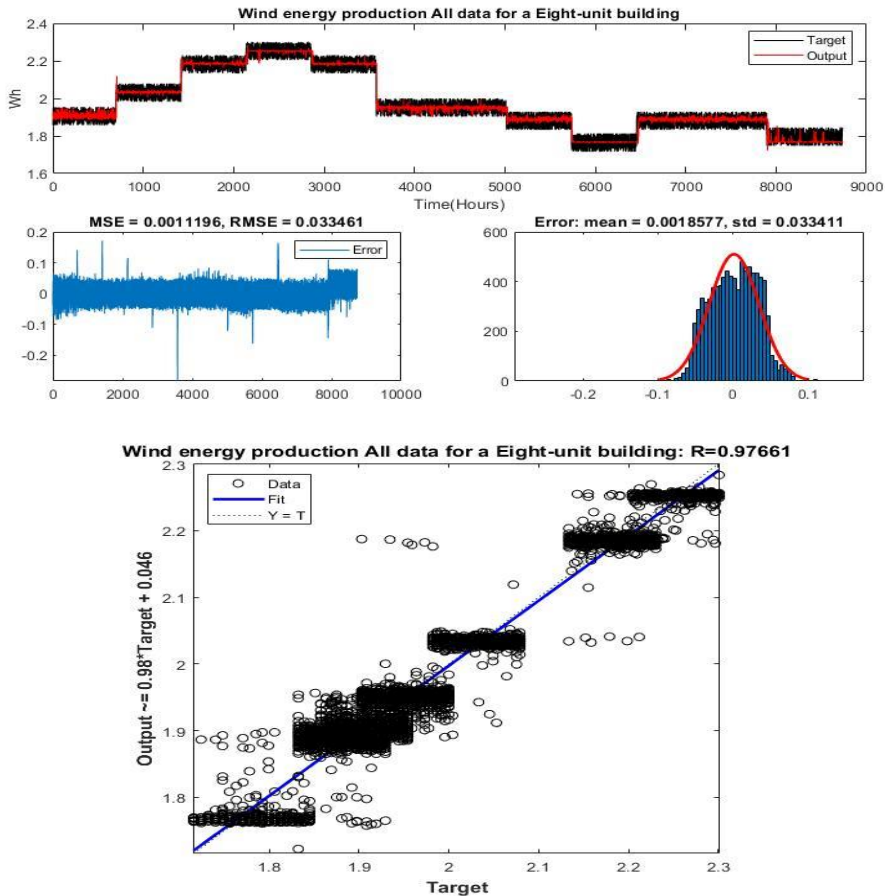 Wind energy production All data for a Eight-unit building
2.4
2.2
2
1.8
1.6
Wh
Target
Output
0 1000 2000 3000 4000 5000 6000 7000 8000 9000
Time(Hours)
MSE = 0.0011196, RMSE = 0.033461
0.2
0.1
0
-0.1
-0.2
Error
0 2000 4000 6000 8000 10000
Error: mean = 0.0018577, std = 0.033411
600
400
200
0
-0.2 -0.1 0 0.1
Wind energy production All data for a Eight-unit building: R=0.97661
2.3
2.2
2.1
2
1.9
1.8
Output ~= 0.98*Target + 0.046
Data
Fit
Y = T
1.8 1.9 2 2.1 2.2 2.3
Target